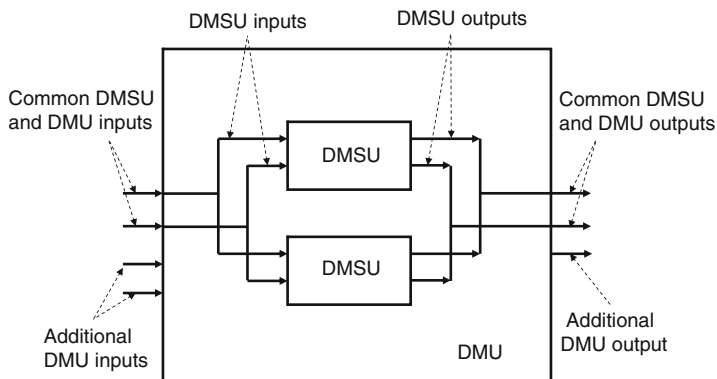 DMSU inputs
DMSU outputs
Common DMSU
and DMU inputs
Common DMSU
and DMU outputs
DMSU
DMSU
Additional
DMU inputs
DMU
Additional
DMU output